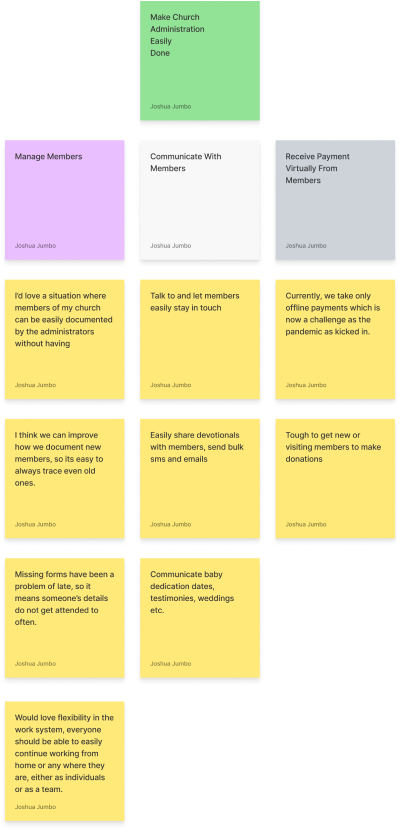 Make Church
Administration
Easily
Done
Joshua Jumbo
Manage Members
Joshua Jumbo
Communicate With
Members
Joshua Jumbo
Receive Payment
Virtually From
Members
Joshua Jumbo
I'd love a situation where
members of my church
can be easily documented
by the administrators
without having
Joshua Jumbo
Talk to and let members
easily stay in touch
Joshua Jumbo
Currently, we take only
offline payments which is
now a challenge as the
pandemic as kicked in.
Joshua Jumbo
I think we can improve
how we document new
members, so its easy to
always trace even old
ones.
Joshua Jumbo
Easily share devotionals
with members, send bulk
sms and emails
Joshua Jumbo
Tough to get new or
visiting members to make
donations
Joshua Jumbo
Missing forms have been a
problem of late, so it
means someone's details
do not get attended to
often.
Joshua Jumbo
Communicate baby
dedication dates,
testimonies, weddings
etc.
Joshua Jumbo
Would love flexibility in the
work system, everyone
should be able to easily
continue working from
home or any where they
are, either as individuals
or as a team.
Joshua Jumbo